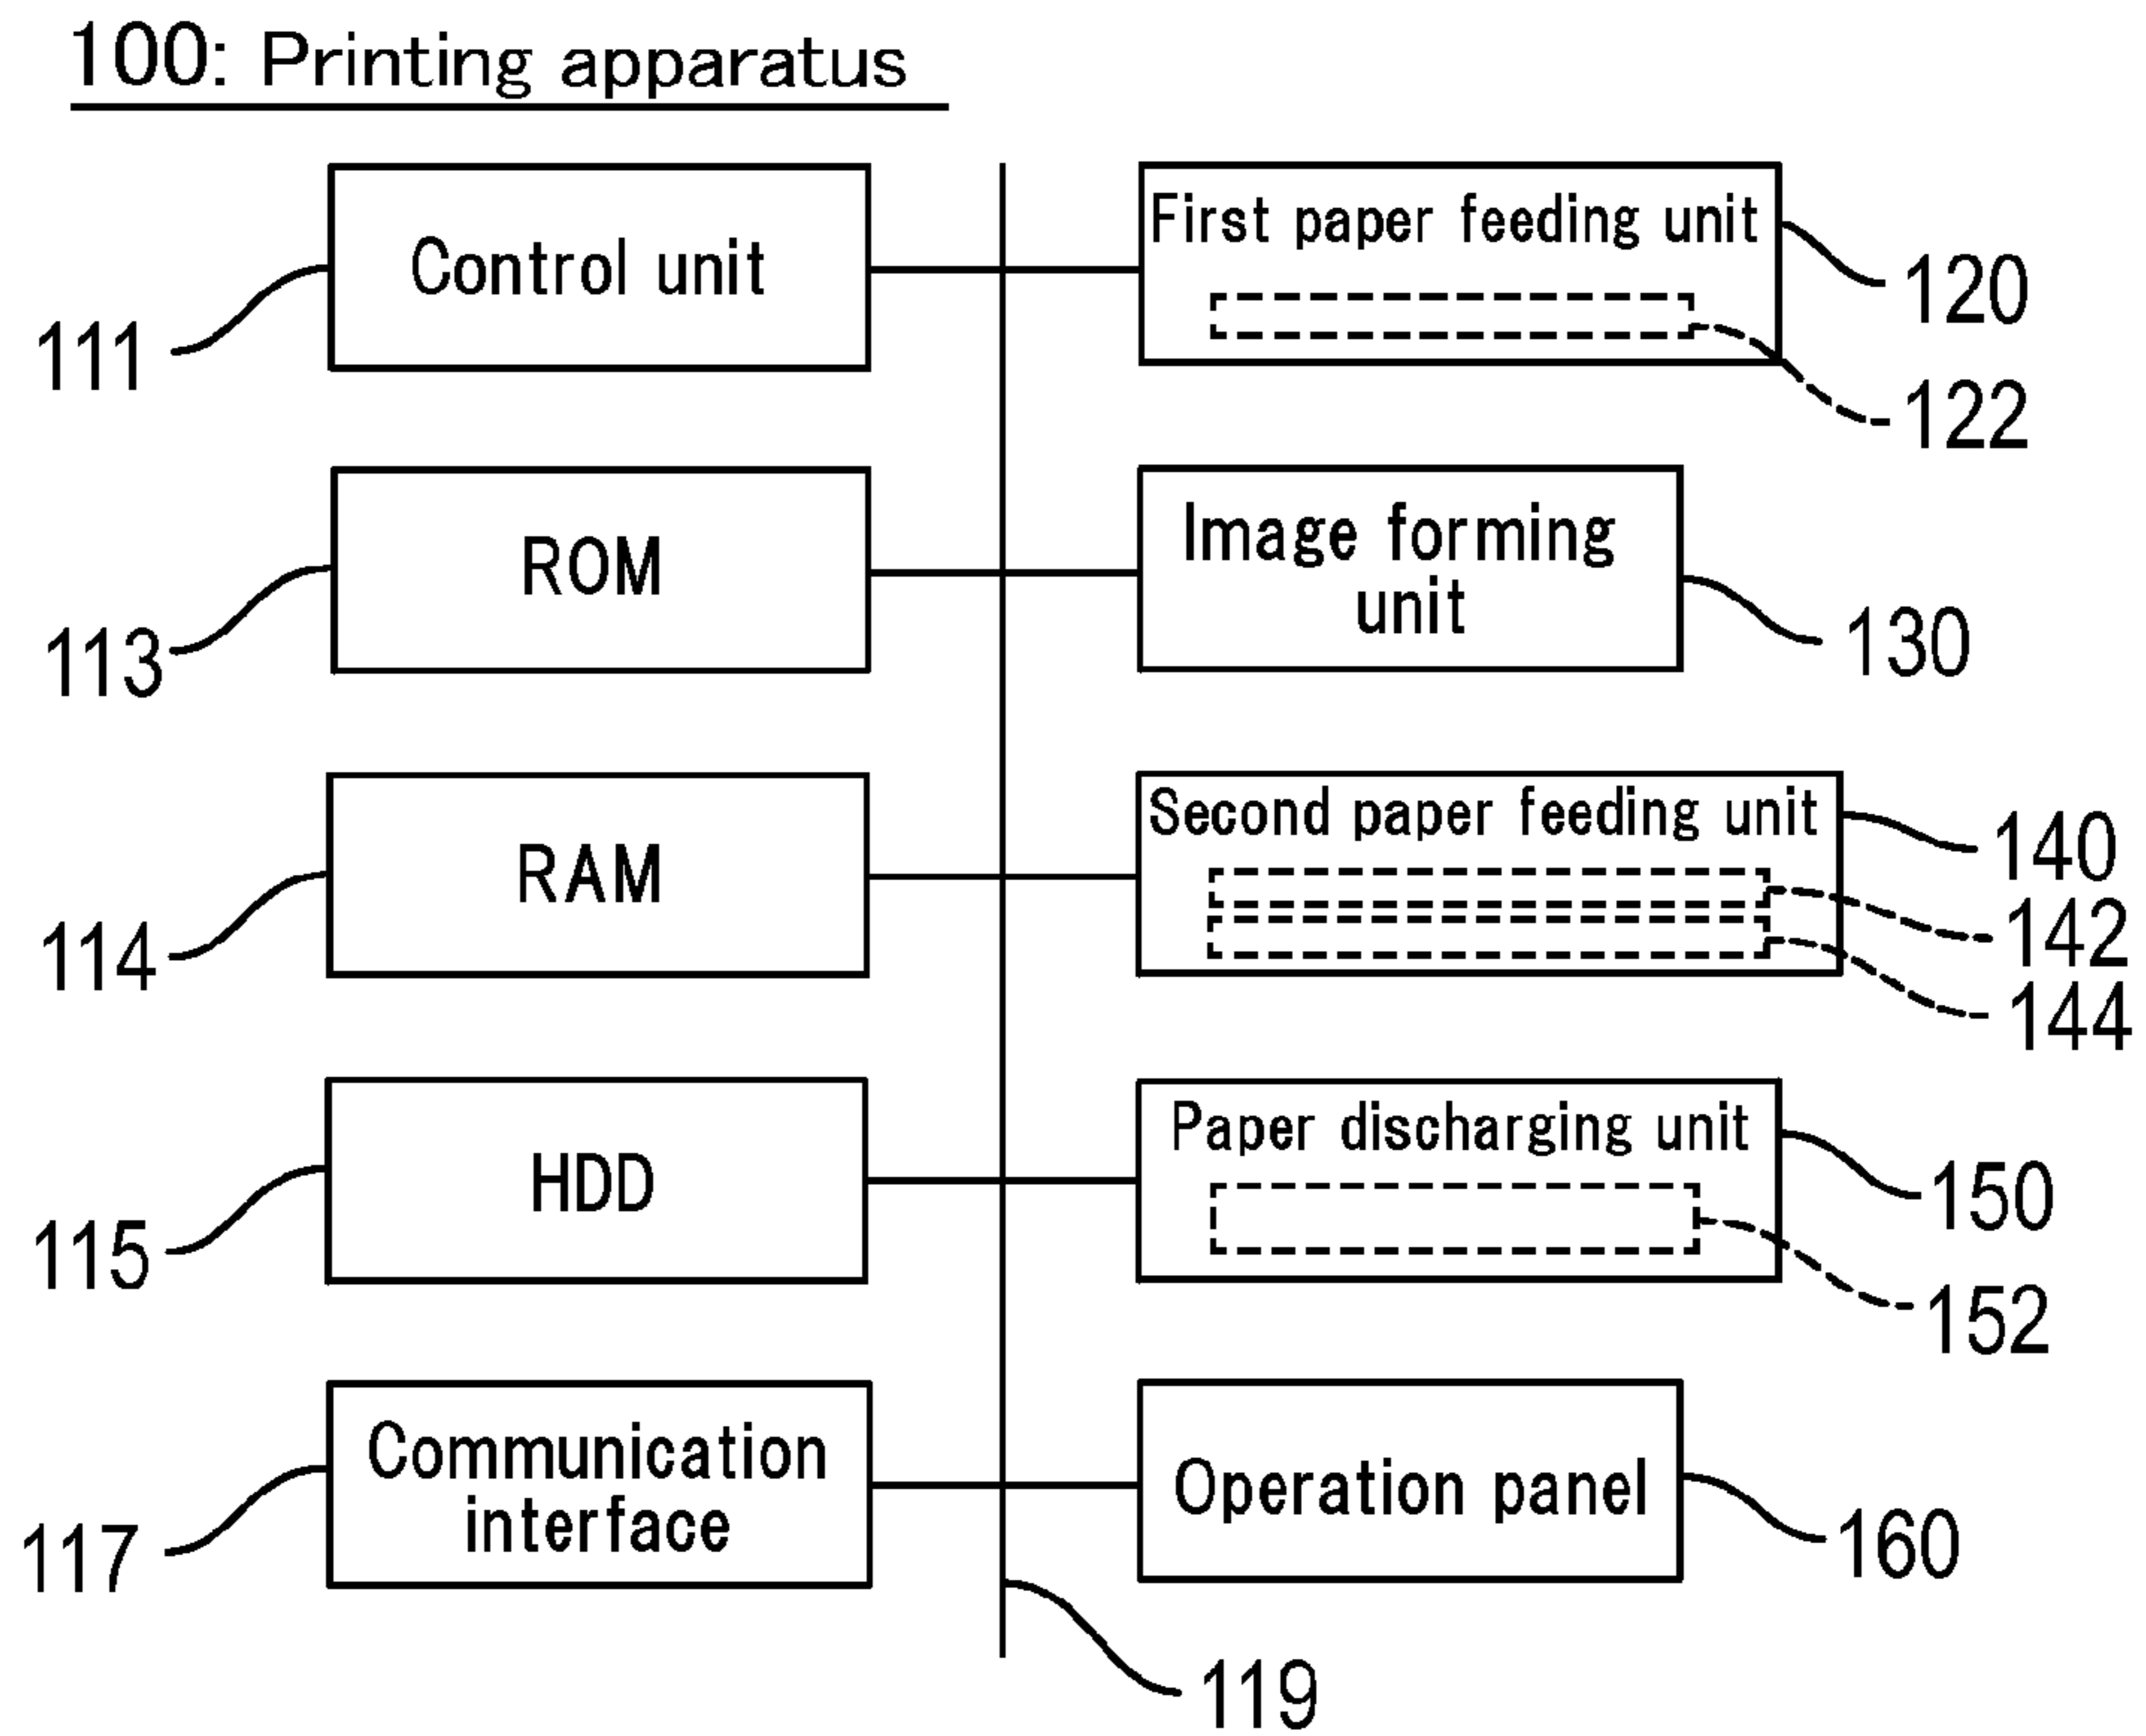 100: Printing apparatus
Control unit
111
First paper feeding unit
120
122
ROM
113
Image forming
unit
130
RAM
114
Second paper feeding unit
140
142
144
HDD
115
Paper discharging unit
150
152
Communication
interface
117
Operation panel
160
119